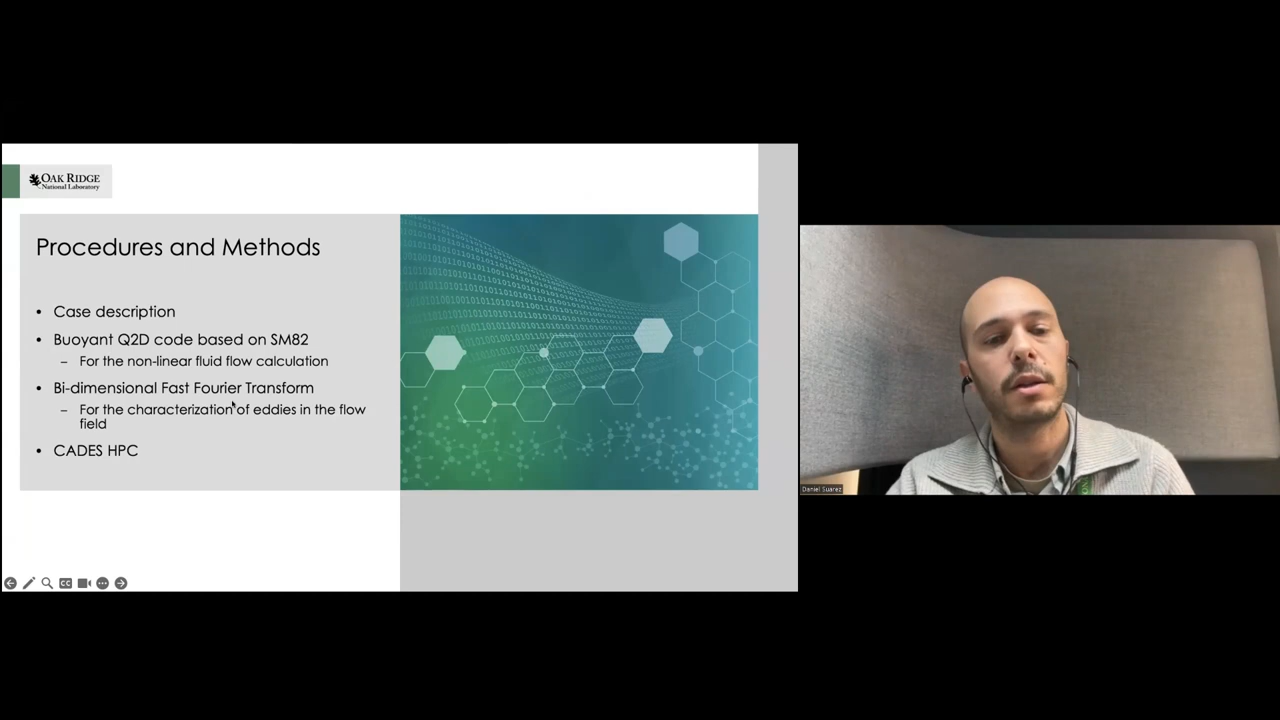 OAK RIDGE
National Laboratory
Procedures and Methods
• Case description
• Buoyant Q2D code based on SM82
– For the non-linear fluid flow calculation
• Bi-dimensional Fast Fourier Transform
– For the characterization of eddies in the flow
field
• CADES HPC
CC
Daniel Suarez